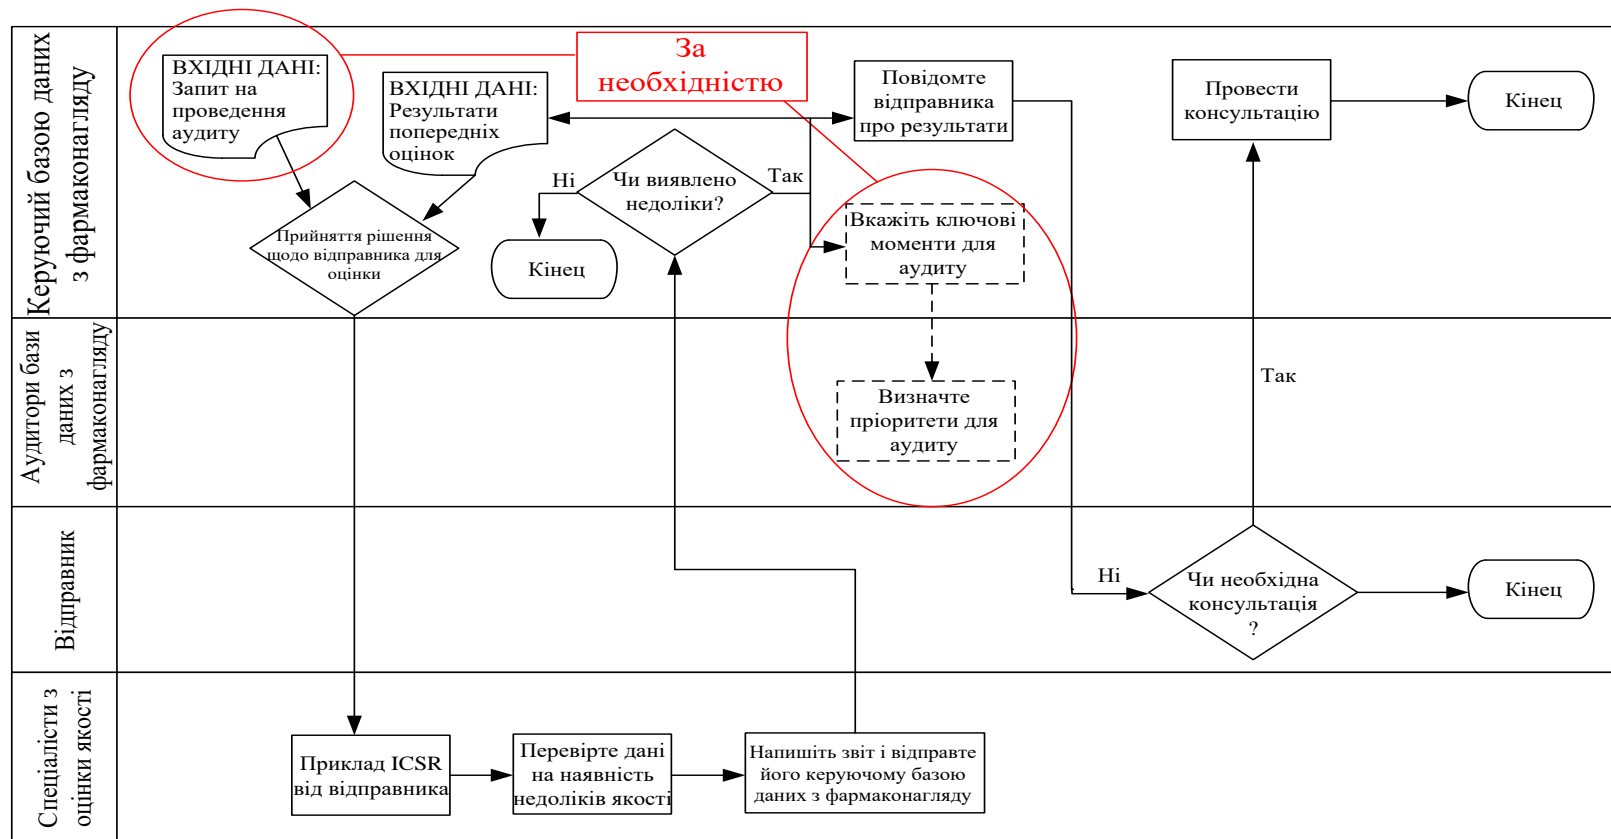 Керуючий базою даних
з фармаконагляду
ВХІДНІ ДАНІ:
Запит на
проведення
аудиту
ВХІДНІ ДАНІ:
Результати
попередніх
оцінок
За
необхідністю
Повідомте
відправника
про результати
Провести
консультацію
Кінец
Прийняття рішення
щодо відправника для
оцінки
Ні
Чи виявлено
недоліки?
Так
Кінец
Вкажіть ключові
моменти для
аудиту
Аудитори бази
даних з
фармаконагляду
Визначте
пріоритети для
аудиту
Так
Відправник
Ні
Чи необхідна
консультація
?
Кінец
Спеціалісти з
оцінки якості
Приклад ICSR
від відправника
Перевірте дані
на наявність
недоліків якості
Напишіть звіт і відправте
його керуючому базою
даних з фармаконагляду